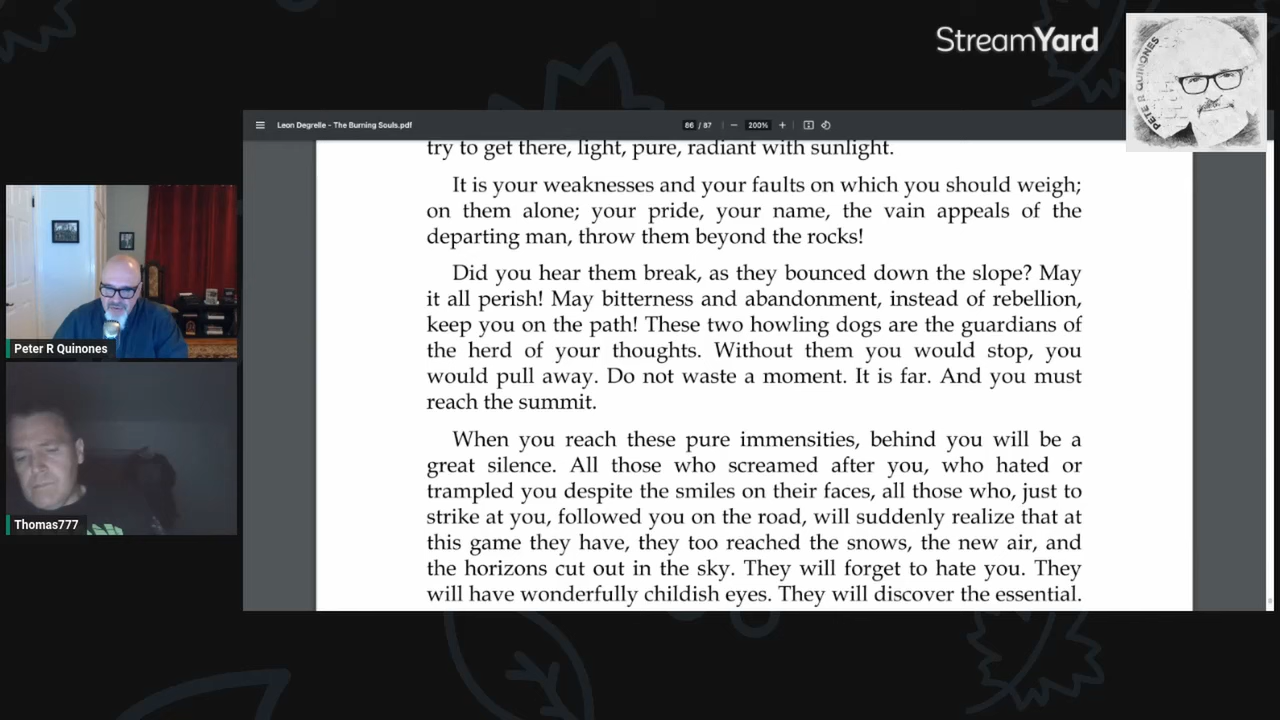 StreamYard
PETER R QUINONES
Leon Degrelle - The Burning Souls.pdf
86 / 87
200%
try to get there, light, pure, radiant with sunlight.
It is your weaknesses and your faults on which you should weigh;
on them alone; your pride, your name, the vain appeals of the
departing man, throw them beyond the rocks!
Did you hear them break, as they bounced down the slope? May
it all perish! May bitterness and abandonment, instead of rebellion,
keep you on the path! These two howling dogs are the guardians of
the herd of your thoughts. Without them you would stop, you
would pull away. Do not waste a moment. It is far. And you must
reach the summit.
When you reach these pure immensities, behind you will be a
great silence. All those who screamed after you, who hated or
trampled you despite the smiles on their faces, all those who, just to
strike at you, followed you on the road, will suddenly realize that at
this game they have, they too reached the snows, the new air, and
the horizons cut out in the sky. They will forget to hate you. They
will have wonderfully childish eyes. They will discover the essential.
Peter R Quinones
Thomas777